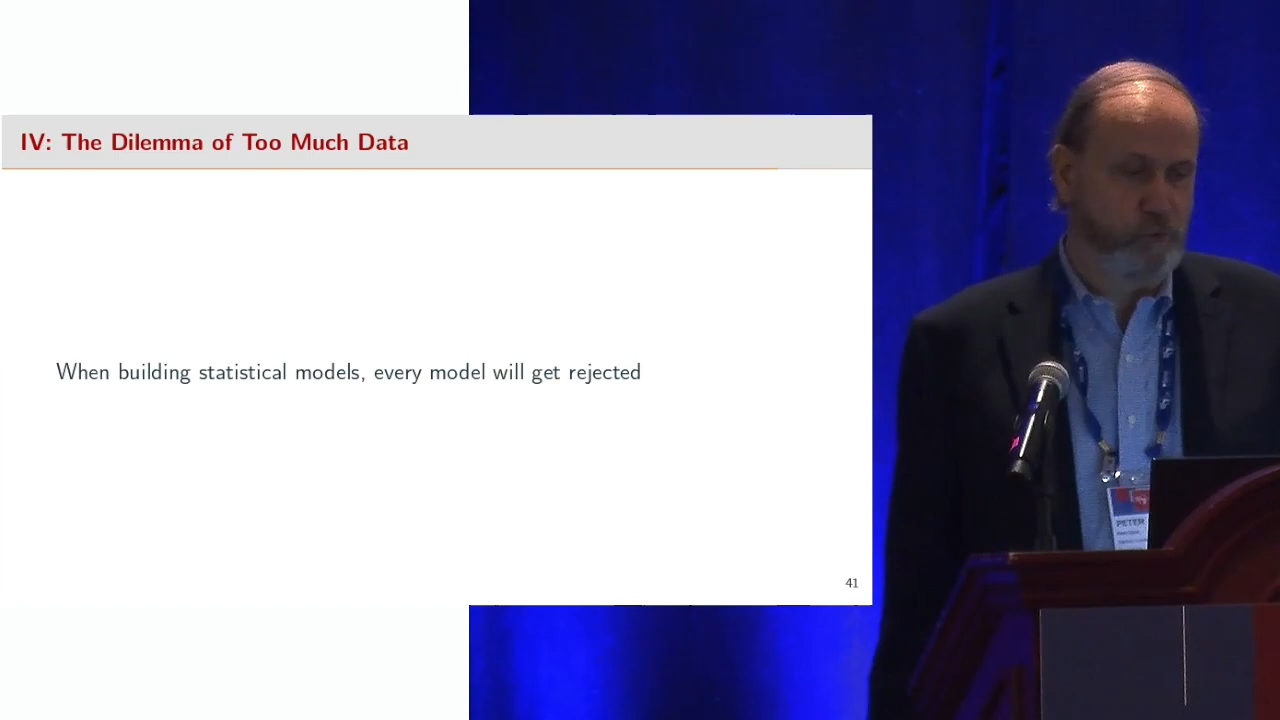 IV: The Dilemma of Too Much Data
When building statistical models, every model will get rejected
41
PETER